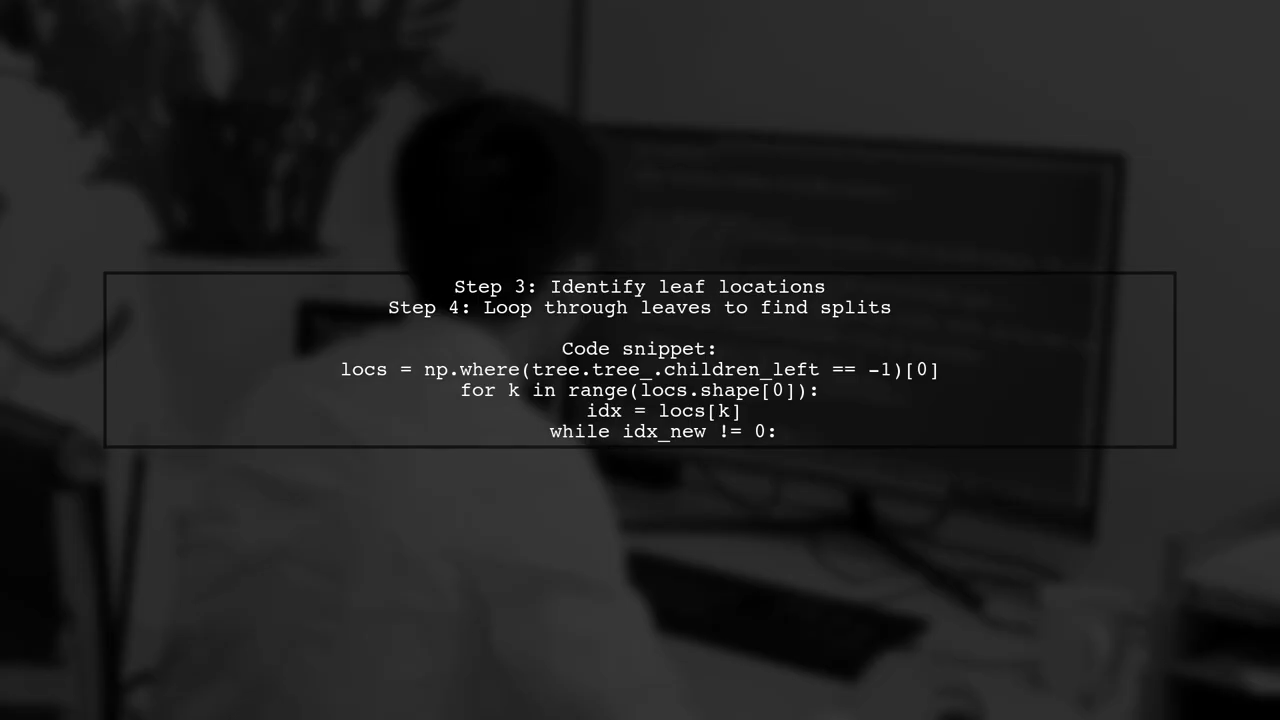 Step 3: Identify leaf locations
Step 4: Loop through leaves to find splits
Code snippet:
locs = np.where(tree.tree_.children_left == -1)[0]
for k in range(locs.shape[0]):
idx = locs[k]
while idx_new != 0: